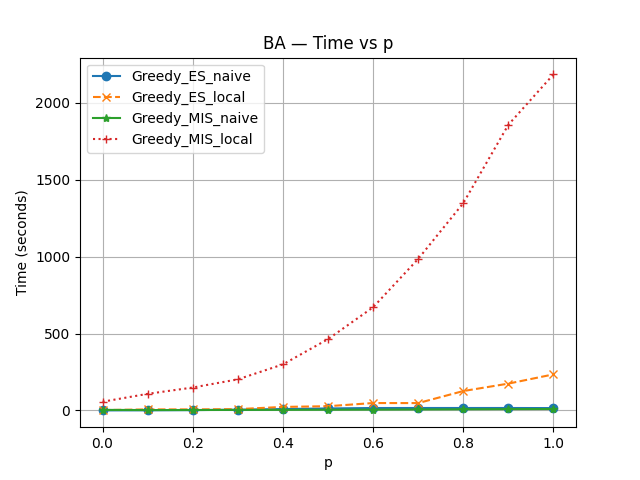 BA — Time vs p
Greedy_ES_naive
Greedy_ES_local
Greedy_MIS_naive
Greedy_MIS_local
Time (seconds)
2000
1500
1000
500
0
0.0 0.2 0.4 0.6 0.8 1.0
p